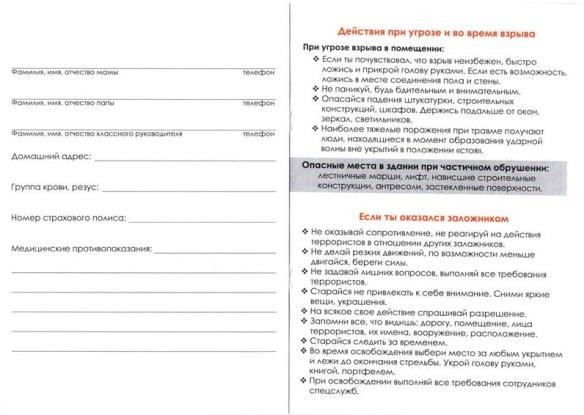 Фамилия, имя, отчество мамы телефон
Фамилия, имя, отчество папы телефон
Фамилия, имя, отчество классного руководителя телефон
Домашний адрес:
Группа крови, резус:
Номер страхового полиса:
Медицинские противопоказания:
Действия при угрозе и во время взрыва
При угрозе взрыва в помещении:
❖ Если ты почувствовал, что взрыв неизбежен, быстро
ложись и прикрой голову руками. Если есть возможность,
ложись в месте соединения пола и стены.
❖ Не паникуй, будь бдительным и внимательным.
❖ Опасайся падения штукатурки, строительных
конструкций, шкафов. Держись подальше от окон,
зеркал, светильников.
❖ Наиболее тяжелые поражения при травме получают
люди, находящиеся в момент образования ударной
волны вне укрытий в положении «стоя».
Опасные места в здании при частичном обрушении:
лестничные марши, лифт, нависшие строительные
конструкции, антресоли, застекленные поверхности.
Если ты оказался заложником
❖ Не оказывай сопротивление, не реагируй на действия
террористов в отношении других заложников.
❖ Не делай резких движений, по возможности меньше
двигайся, береги силы.
❖ Не задавай лишних вопросов, выполняй все требования
террористов.
❖ Старайся не привлекать к себе внимание. Сними яркие
вещи, украшения.
❖ На всякое свое действие спрашивай разрешение.
❖ Запомни все, что видишь: дорогу, помещение, лица
террористов, их имена, вооружение, расположение.
❖ Старайся следить за временем.
❖ Во время освобождения выбери место за любым укрытием
и лежи до окончания стрельбы. Укрой голову руками,
книгой, портфелем.
❖ При освобождении выполняй все требования сотрудников
спецслужб.